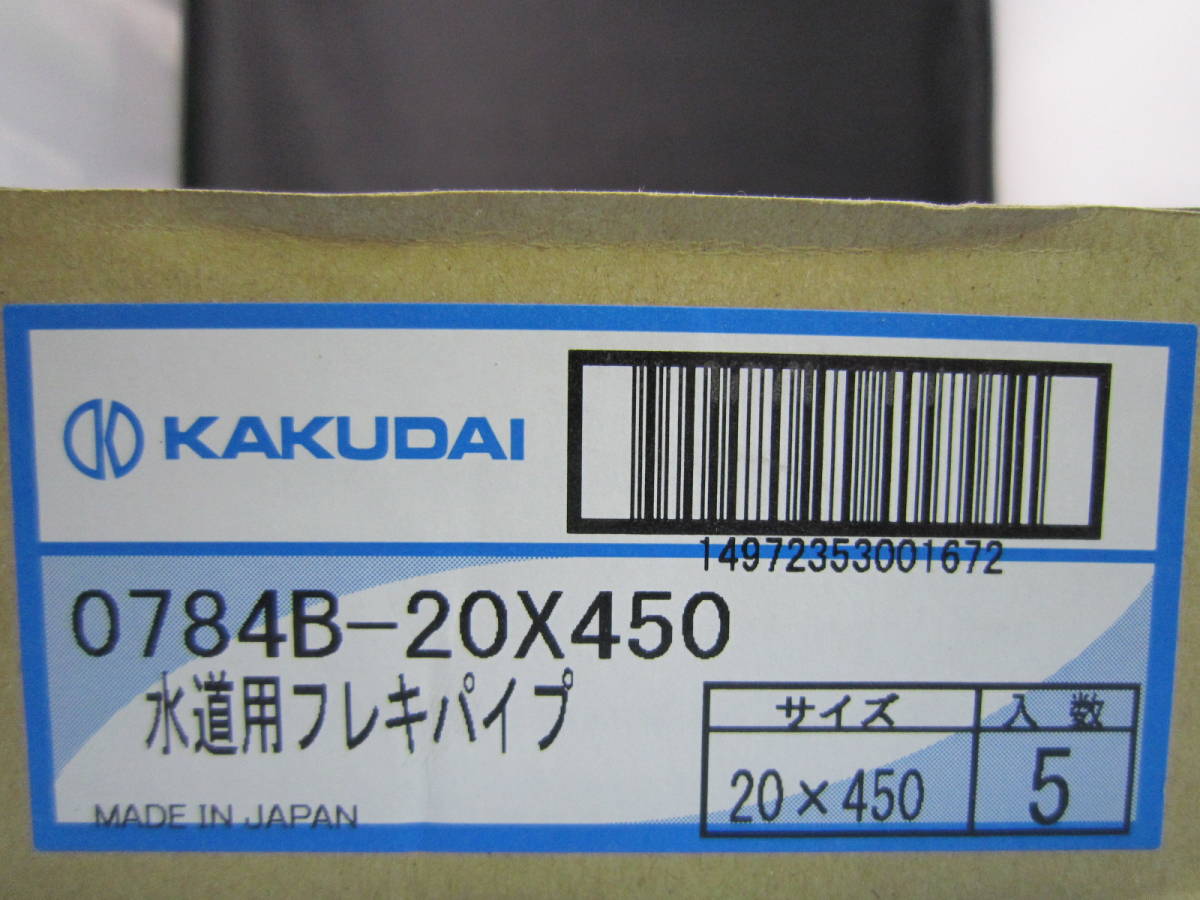 KAKUDAI
14972353001672
0784B-20X450
水道用フレキパイプ
サイズ 入数
20×450 5
MADE IN JAPAN